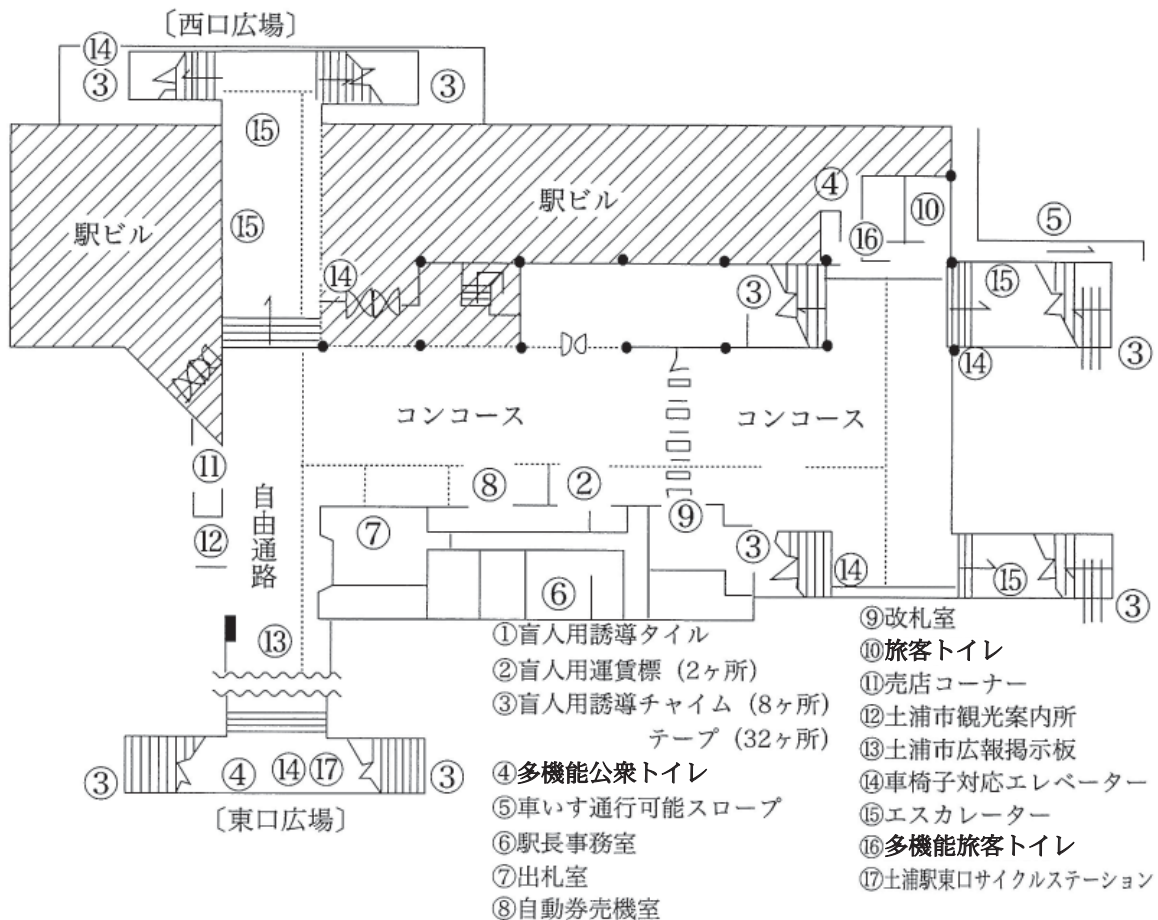 〔西口広場〕
⑭
③
③
⑮
④
駅ビル
⑮
駅ビル
⑩
⑯
⑤
⑭
③
⑮
③
⑭
コンコース
コンコース
⑪
⑧
②
⑨
自由通路
⑦
③
⑫
⑭
⑮
⑥
③
⑬
③
④
⑭
⑰
③
〔東口広場〕
①盲人用誘導タイル
②盲人用運賃標（2ヶ所）
③盲人用誘導チャイム（8ヶ所）
テープ（32ヶ所）
④多機能公衆トイレ
⑤車いす通行可能スロープ
⑥駅長事務室
⑦出札室
⑧自動券売機室
⑨改札室
⑩旅客トイレ
⑪売店コーナー
⑫土浦市観光案内所
⑬土浦市広報掲示板
⑭車椅子対応エレベーター
⑮エスカレーター
⑯多機能旅客トイレ
⑰土浦駅東口サイクルステーション